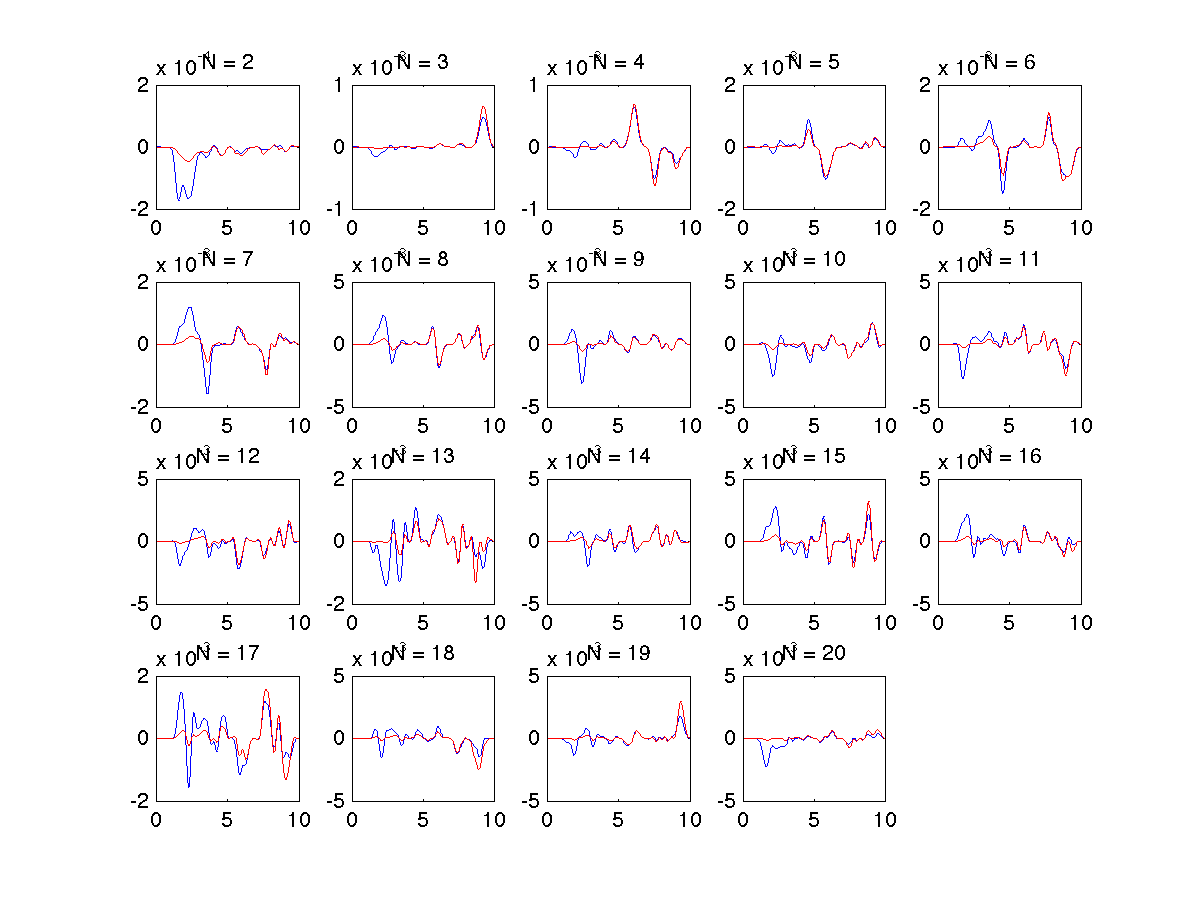 x 10 N = 2 x 10 N = 3 x 10 N = 4 x 10 N = 5 x 10 N = 6
2 1 1 2 2
0 0 0 0 0
-2 -1 -1 -2 -2
0 5 10 0 5 10 0 5 10 0 5 10 0 5 10
x 10 N = 7 x 10 N = 8 x 10 N = 9 x 10 N = 10 x 10 N = 11
2 5 5 5 5
0 0 0 0 0
-2 -5 -5 -5 -5
0 5 10 0 5 10 0 5 10 0 5 10 0 5 10
x 10 N = 12 x 10 N = 13 x 10 N = 14 x 10 N = 15 x 10 N = 16
5 2 5 5 5
0 0 0 0 0
-5 -2 -5 -5 -5
0 5 10 0 5 10 0 5 10 0 5 10 0 5 10
x 10 N = 17 x 10 N = 18 x 10 N = 19 x 10 N = 20
2 5 5 5
0 0 0 0
-2 -5 -5 -5
0 5 10 0 5 10 0 5 10 0 5 10